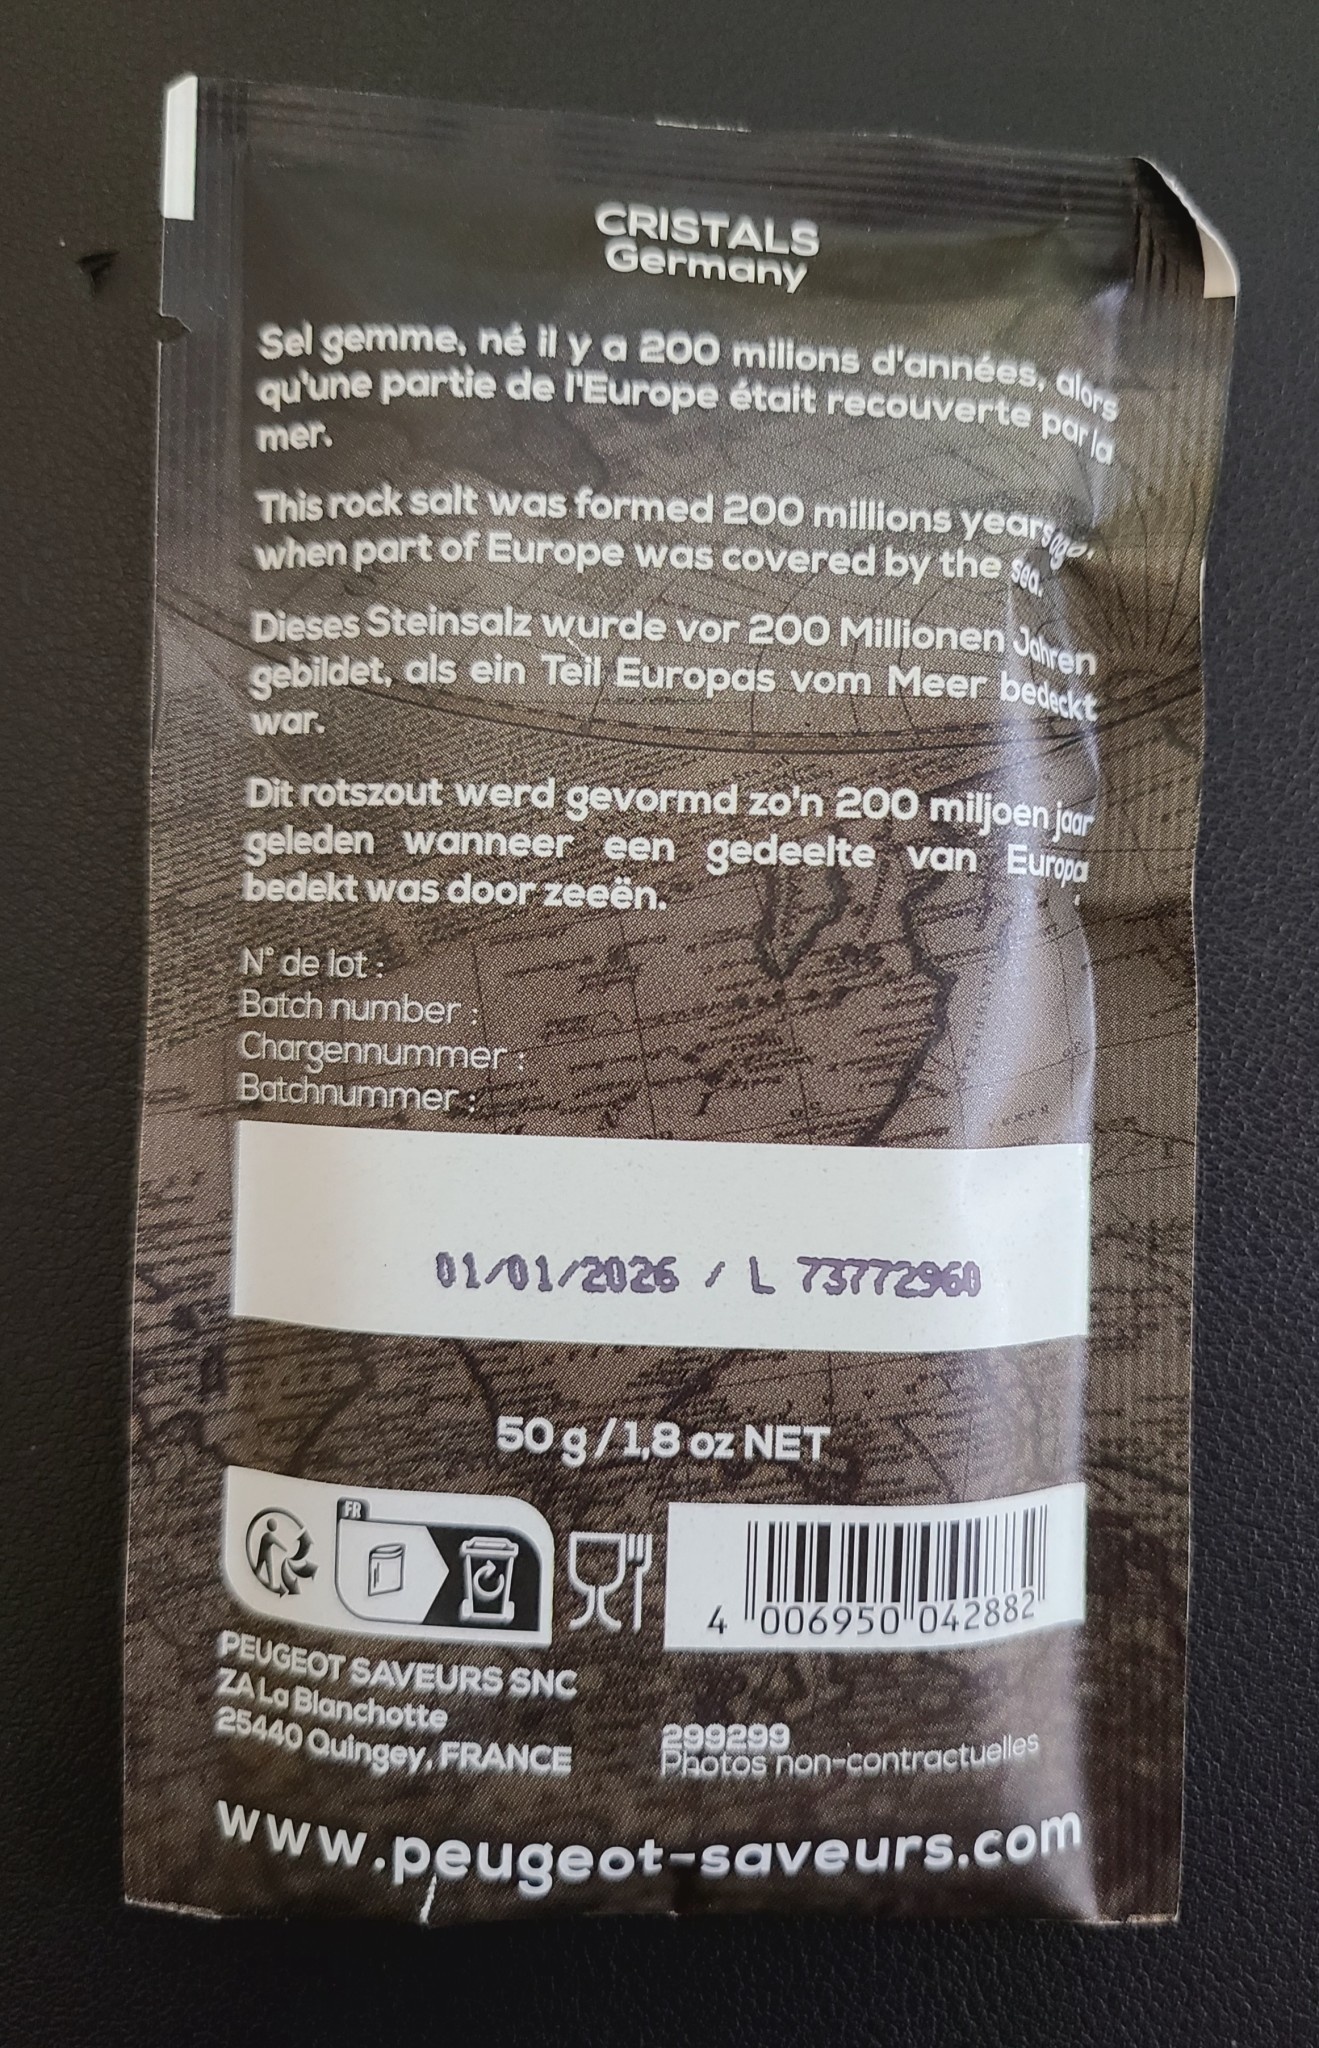 CRISTALS
Germany
Sel gemme, né il y a 200 milions d'années, alors
qu'une partie de l'Europe était recouverte par la
mer.
This rock salt was formed 200 millions years ago,
when part of Europe was covered by the sea.
Dieses Steinsalz wurde vor 200 Millionen Jahren
gebildet, als ein Teil Europas vom Meer bedeckt
war.
Dit rotszout werd gevormd zo'n 200 miljoen jaar
geleden wanneer een gedeelte van Europa
bedekt was door zeeën.
N° de lot :
Batch number :
Chargennummer :
Batchnummer :
01/01/2026 / L 73772960
50 g / 1,8 oz NET
FR
4 006950 042882
PEUGEOT SAVEURS SNC
ZA La Blanchotte
25440 Quingey, FRANCE
299299
Photos non-contractuelles
www.peugeot-saveurs.com